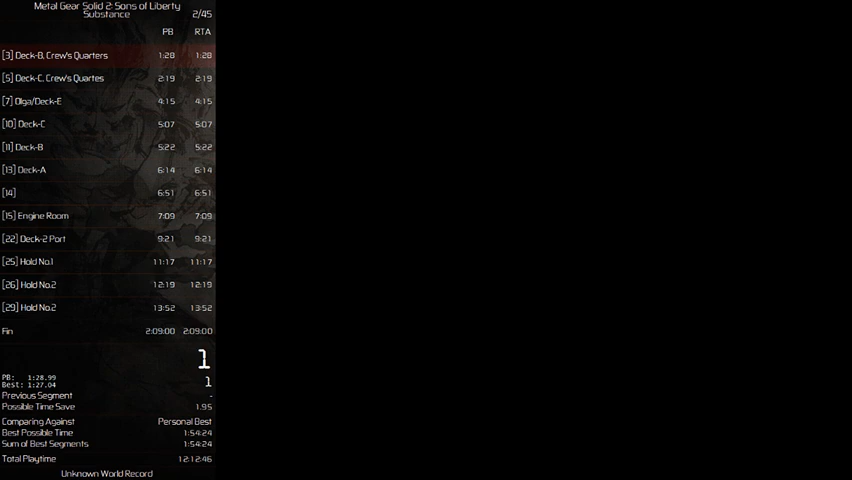 Metal Gear Solid 2: Sons of Liberty
Substance 2/45
PB RTA
[3] Deck-B, Crew's Quarters 1:28 1:28
[5] Deck-C, Crew's Quartes 2:19 2:19
[7] Olga/Deck-E 4:15 4:15
[10] Deck-C 5:07 5:07
[11] Deck-B 5:22 5:22
[13] Deck-A 6:14 6:14
[14] 6:51 6:51
[15] Engine Room 7:09 7:09
[22] Deck-2 Port 9:21 9:21
[25] Hold No.1 11:17 11:17
[26] Hold No.2 12:19 12:19
[29] Hold No.2 13:52 13:52
Fin 2:09:00 2:09:00
1
PB: 1:28.99
Best: 1:27.04 1
Previous Segment -
Possible Time Save 1.95
Comparing Against Personal Best
Best Possible Time 1:54:24
Sum of Best Segments 1:54:24
Total Playtime 12:12:46
Unknown World Record